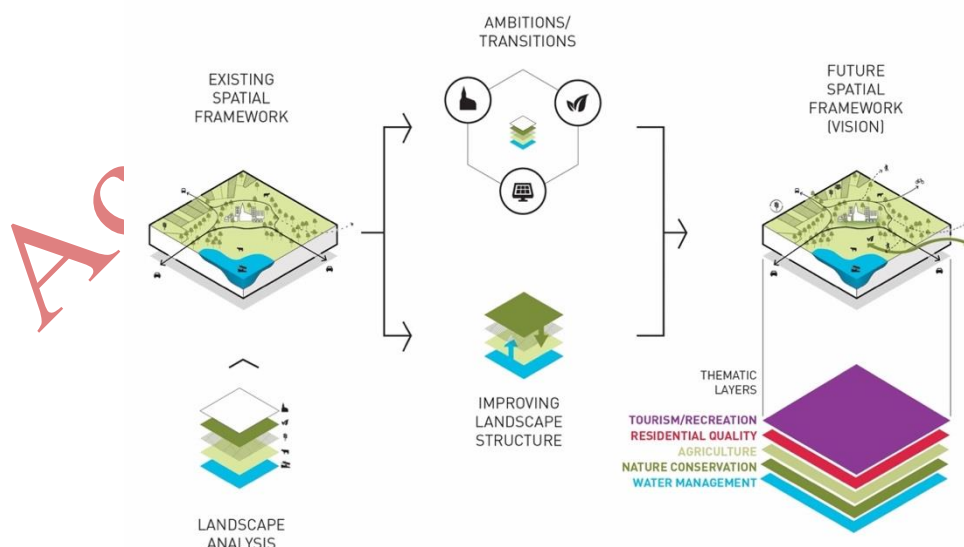 AMBITIONS/
TRANSITIONS
EXISTING
SPATIAL
FRAMEWORK
FUTURE
SPATIAL
FRAMEWORK
(VISION)
IMPROVING
LANDSCAPE
STRUCTURE
LANDSCAPE
ANALYSIS
THEMATIC
LAYERS
TOURISM/RECREATION
RESIDENTIAL QUALITY
AGRICULTURE
NATURE CONSERVATION
WATER MANAGEMENT